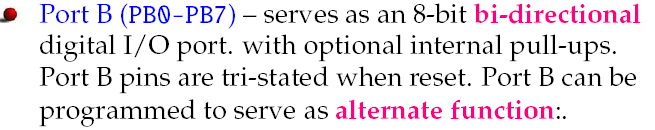 Port B (PB0-PB7) – serves as an 8-bit bi-directional
digital I/O port. with optional internal pull-ups.
Port B pins are tri-stated when reset. Port B can be
programmed to serve as alternate function:.